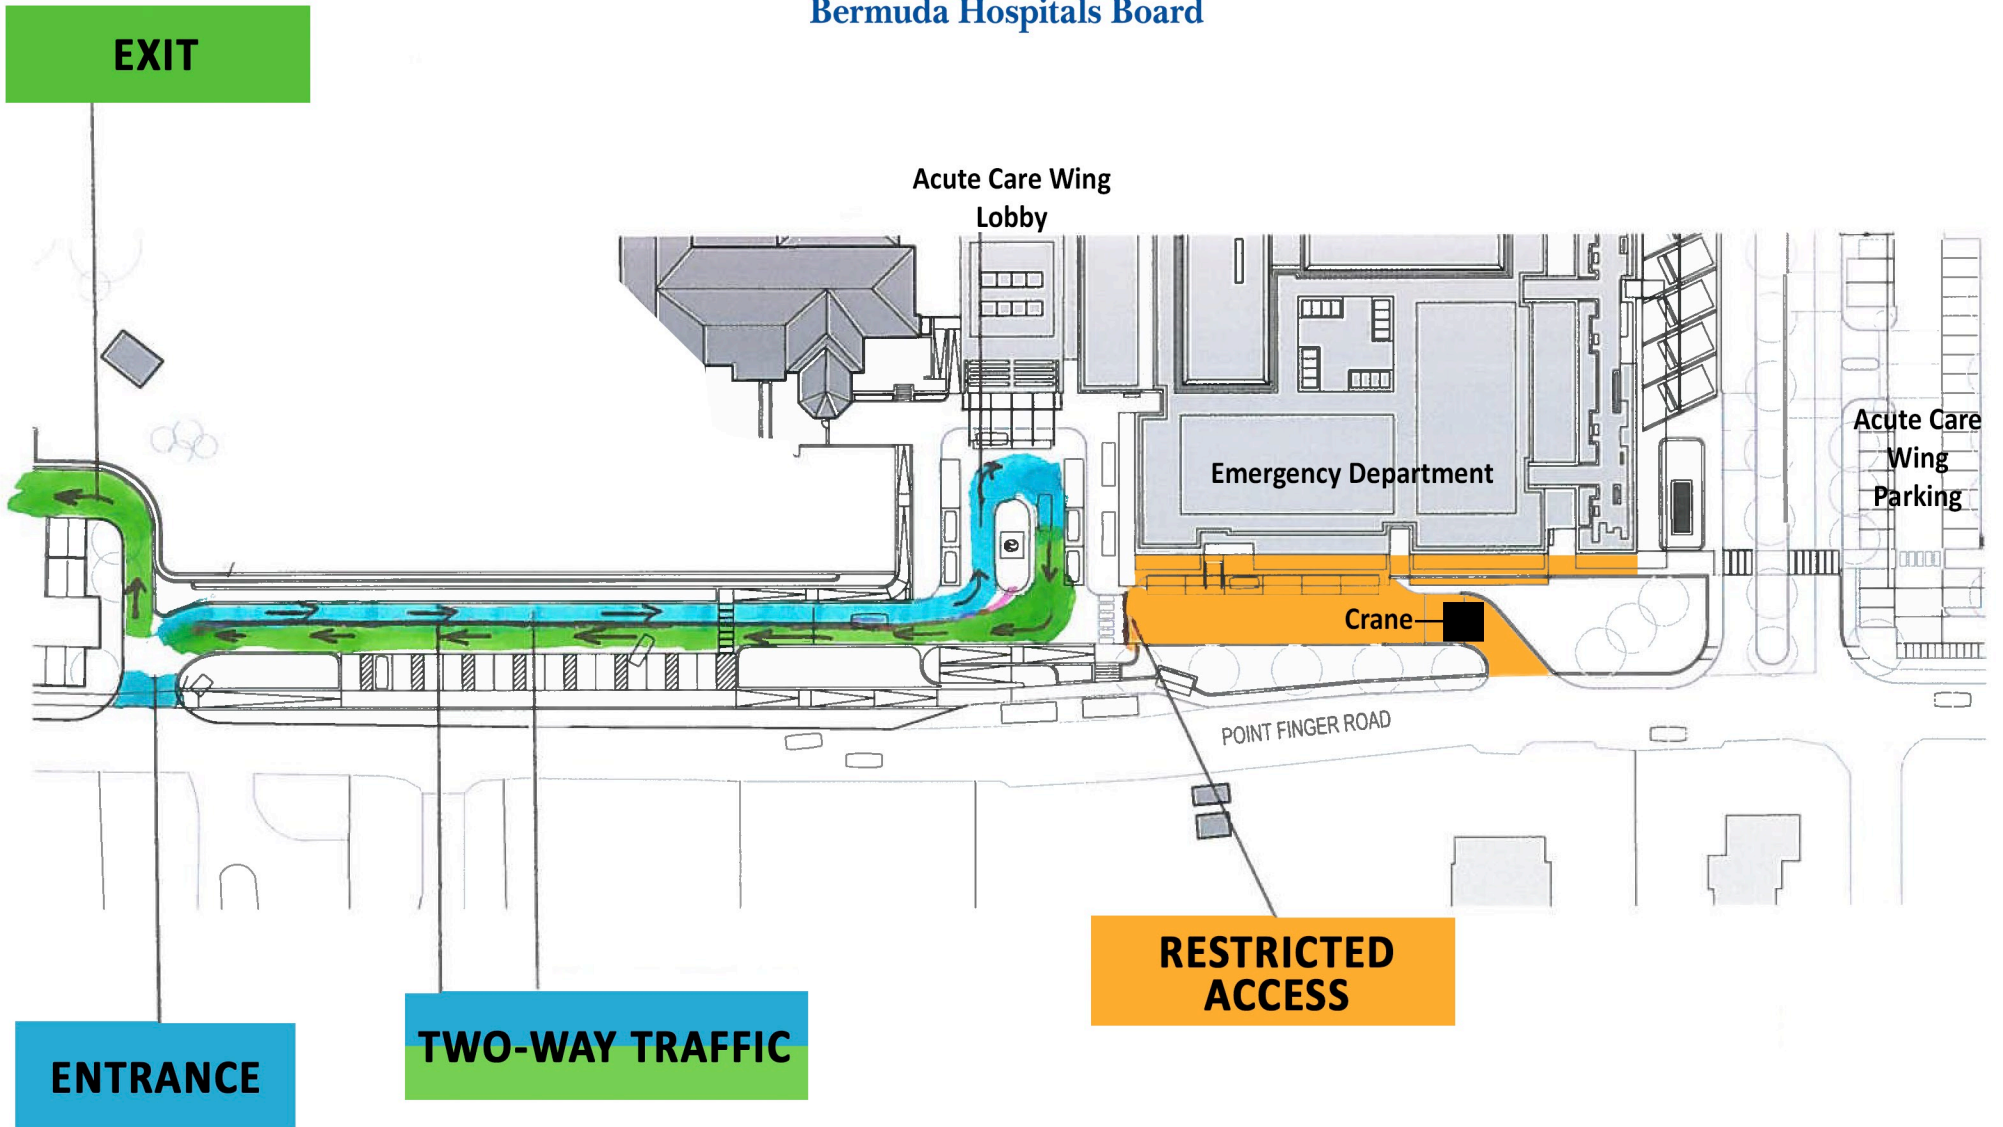 Bermuda Hospitals Board
EXIT
Acute Care Wing
Lobby
Acute Care
Wing
Parking
Emergency Department
Crane
POINT FINGER ROAD
RESTRICTED
ACCESS
TWO-WAY TRAFFIC
ENTRANCE